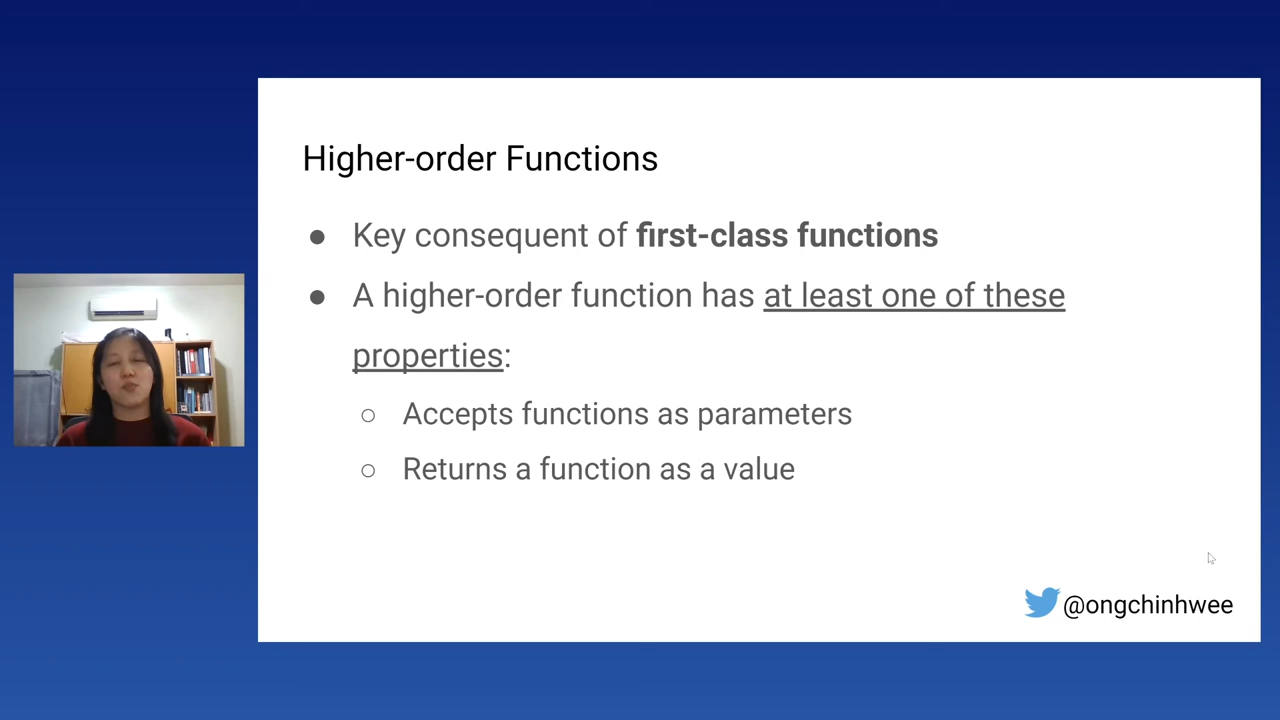 Higher-order Functions
● Key consequent of first-class functions
● A higher-order function has at least one of these
properties:
○ Accepts functions as parameters
○ Returns a function as a value
@ongchinhwee